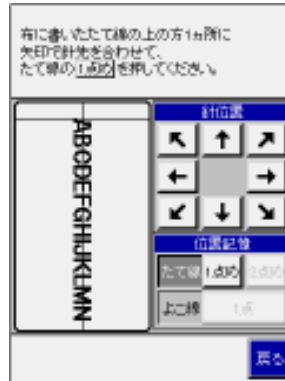 布に書いたたて線の上の方1ヵ所に
矢印で針先を合わせて、
たて線の1点めを押してください。
針位置
ABCDEFGHIJKLMN
位置記憶
たて線 1点め 2点め
よこ線 1点
戻る